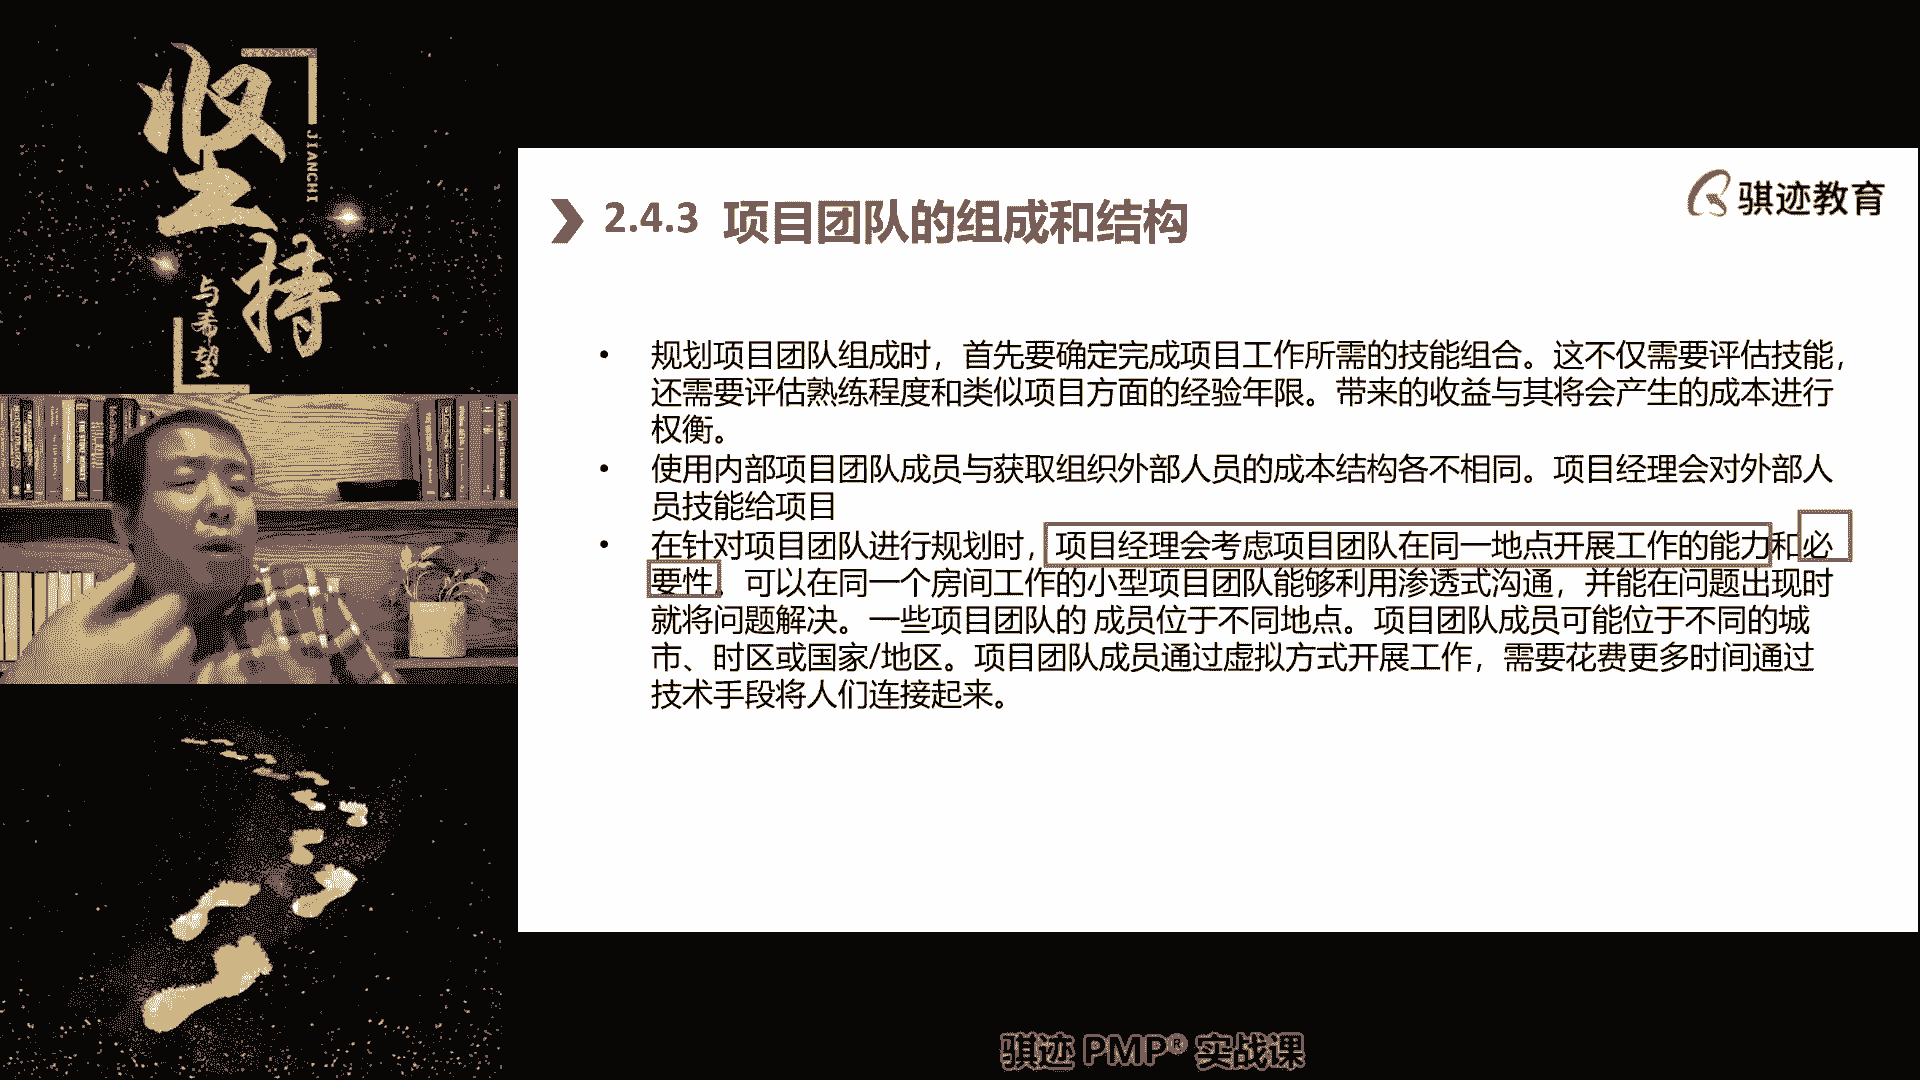 坚持
JIANCHI
与希望
骐迹教育
2.4.3 项目团队的组成和结构
• 规划项目团队组成时，首先要确定完成项目工作所需的技能组合。这不仅需要评估技能，
还需要评估熟练程度和类似项目方面的经验年限。带来的收益与其将会产生的成本进行
权衡。
• 使用内部项目团队成员与获取组织外部人员的成本结构各不相同。项目经理会对外部人
员技能给项目
• 在针对项目团队进行规划时，项目经理会考虑项目团队在同一地点开展工作的能力和必
要性。可以在同一个房间工作的小型项目团队能够利用渗透式沟通，并能在问题出现时
就将问题解决。一些项目团队的 成员位于不同地点。项目团队成员可能位于不同的城
市、时区或国家/地区。项目团队成员通过虚拟方式开展工作，需要花费更多时间通过
技术手段将人们连接起来。
骐迹 PMP® 实战课